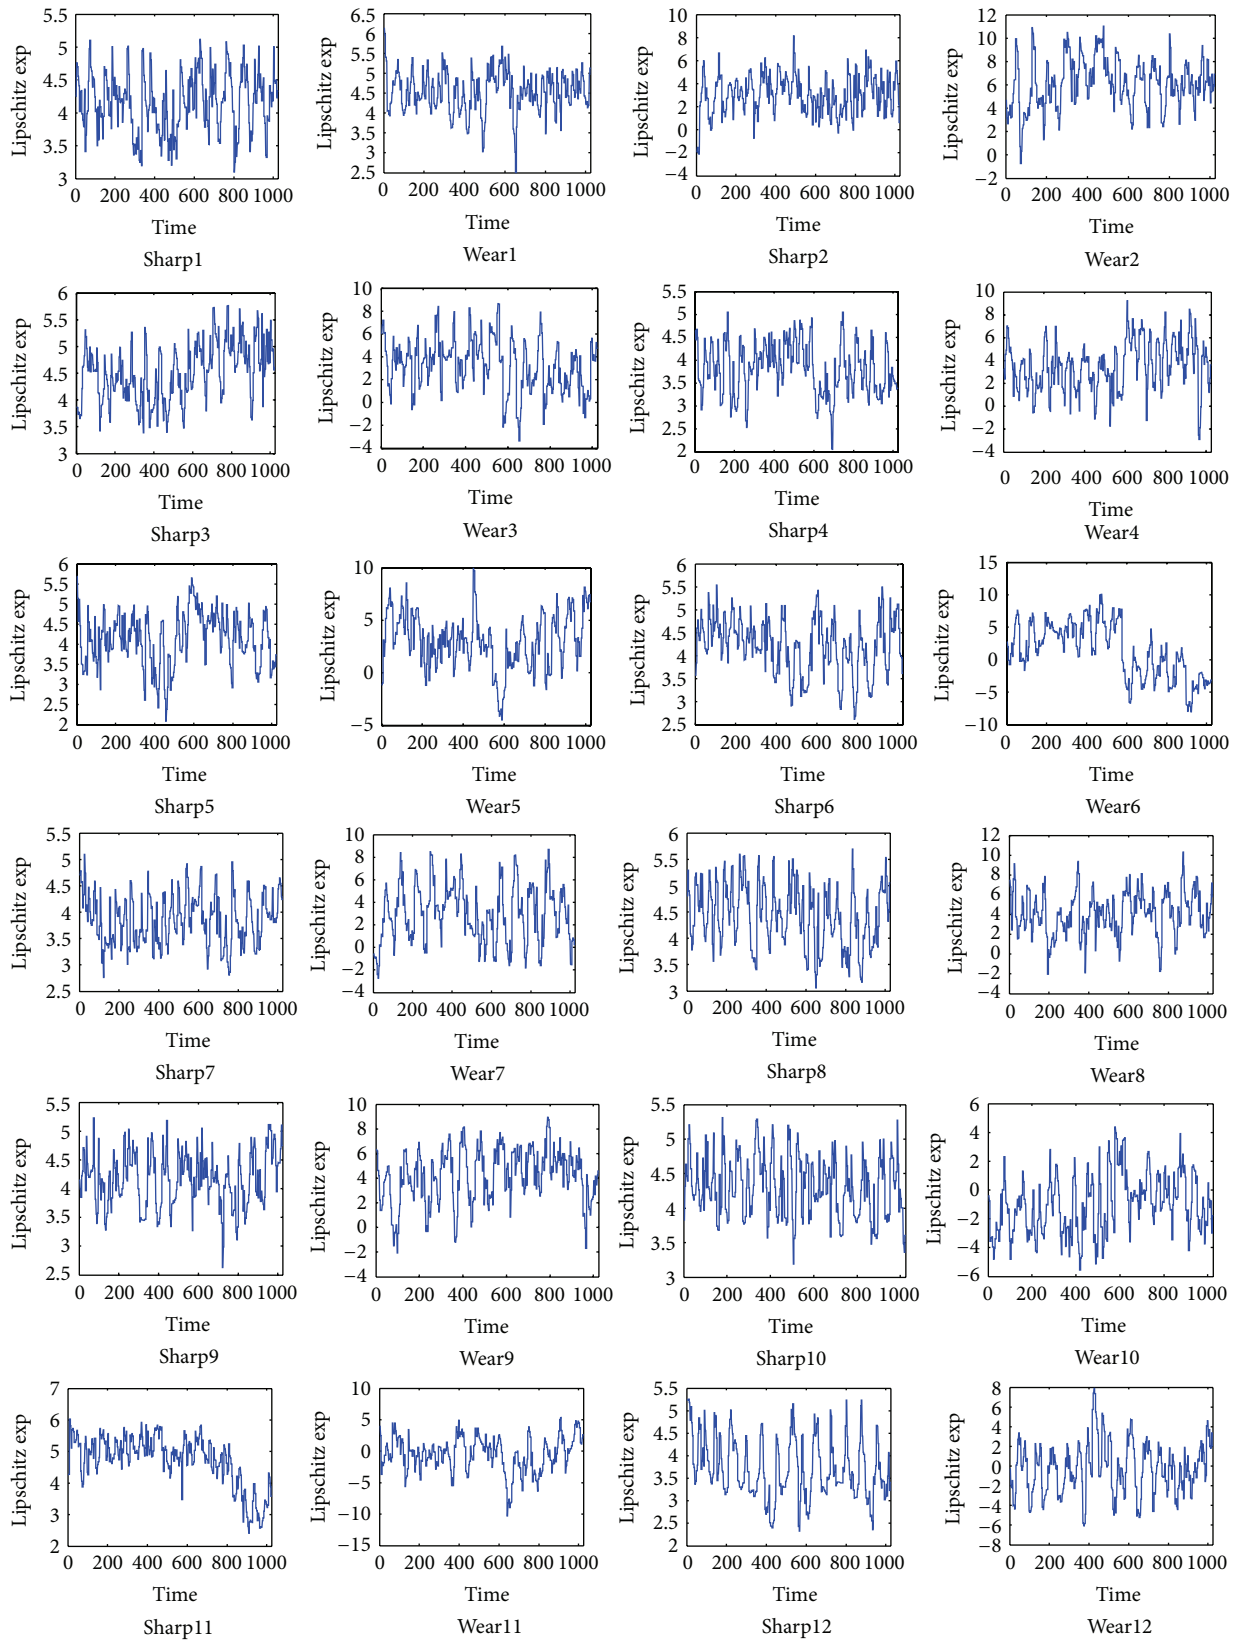 Lipschitz exp
5.5
5
4.5
4
3.5
3
0 200 400 600 800 1000
Time
Sharp1
Lipschitz exp
6.5
6
5.5
5
4.5
4
3.5
3
2.5
0 200 400 600 800 1000
Time
Wear1
Lipschitz exp
10
8
6
4
2
0
−2
−4
0 200 400 600 800 1000
Time
Sharp2
Lipschitz exp
12
10
8
6
4
2
0
−2
0 200 400 600 800 1000
Time
Wear2
Lipschitz exp
6
5.5
5
4.5
4
3.5
3
0 200 400 600 800 1000
Time
Sharp3
Lipschitz exp
10
8
6
4
2
0
−2
−4
0 200 400 600 800 1000
Time
Wear3
Lipschitz exp
5.5
5
4.5
4
3.5
3
2.5
2
0 200 400 600 800 1000
Time
Sharp4
Lipschitz exp
10
8
6
4
2
0
−2
−4
0 200 400 600 800 1000
Time
Wear4
Lipschitz exp
6
5.5
5
4.5
4
3.5
3
2.5
2
0 200 400 600 800 1000
Time
Sharp5
Lipschitz exp
10
5
0
−5
0 200 400 600 800 1000
Time
Wear5
Lipschitz exp
6
5.5
5
4.5
4
3.5
3
2.5
0 200 400 600 800 1000
Time
Sharp6
Lipschitz exp
15
10
5
0
−5
−10
0 200 400 600 800 1000
Time
Wear6
Lipschitz exp
5.5
5
4.5
4
3.5
3
2.5
0 200 400 600 800 1000
Time
Sharp7
Lipschitz exp
10
8
6
4
2
0
−2
−4
0 200 400 600 800 1000
Time
Wear7
Lipschitz exp
6
5.5
5
4.5
4
3.5
3
0 200 400 600 800 1000
Time
Sharp8
Lipschitz exp
12
10
8
6
4
2
0
−2
−4
0 200 400 600 800 1000
Time
Wear8
Lipschitz exp
5.5
5
4.5
4
3.5
3
2.5
0 200 400 600 800 1000
Time
Sharp9
Lipschitz exp
10
8
6
4
2
0
−2
−4
0 200 400 600 800 1000
Time
Wear9
Lipschitz exp
5.5
5
4.5
4
3.5
3
0 200 400 600 800 1000
Time
Sharp10
Lipschitz exp
6
4
2
0
−2
−4
−6
0 200 400 600 800 1000
Time
Wear10
Lipschitz exp
7
6
5
4
3
2
0 200 400 600 800 1000
Time
Sharp11
Lipschitz exp
10
5
0
−5
−10
−15
0 200 400 600 800 1000
Time
Wear11
Lipschitz exp
5.5
5
4.5
4
3.5
3
2.5
2
0 200 400 600 800 1000
Time
Sharp12
Lipschitz exp
8
6
4
2
0
−2
−4
−6
−8
0 200 400 600 800 1000
Time
Wear12